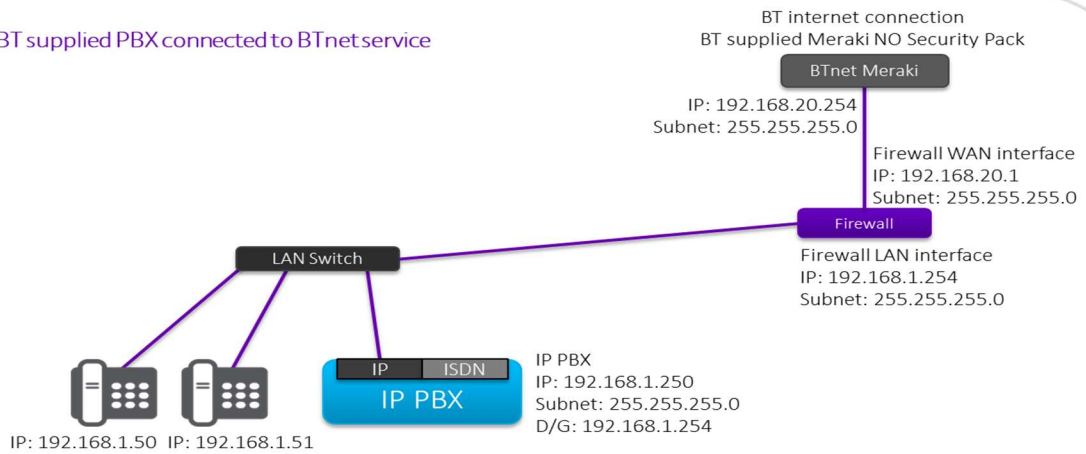 BT supplied PBX connected to BTnet service
BT internet connection
BT supplied Meraki NO Security Pack
BTnet Meraki
IP: 192.168.20.254
Subnet: 255.255.255.0
Firewall WAN interface
IP: 192.168.20.1
Subnet: 255.255.255.0
Firewall
Firewall LAN interface
IP: 192.168.1.254
Subnet: 255.255.255.0
LAN Switch
IP ISDN
IP PBX
IP PBX
IP: 192.168.1.250
Subnet: 255.255.255.0
D/G: 192.168.1.254
IP: 192.168.1.50 IP: 192.168.1.51